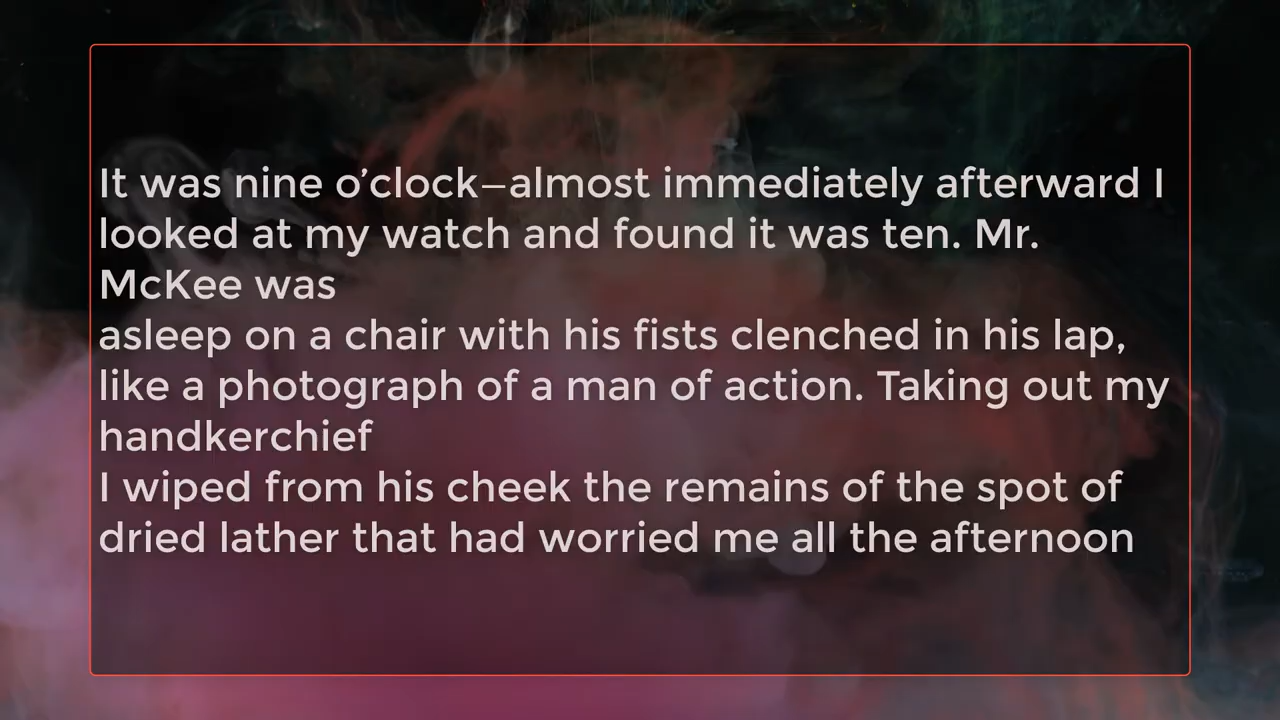 It was nine o’clock—almost immediately afterward I
looked at my watch and found it was ten. Mr.
McKee was
asleep on a chair with his fists clenched in his lap,
like a photograph of a man of action. Taking out my
handkerchief
I wiped from his cheek the remains of the spot of
dried lather that had worried me all the afternoon